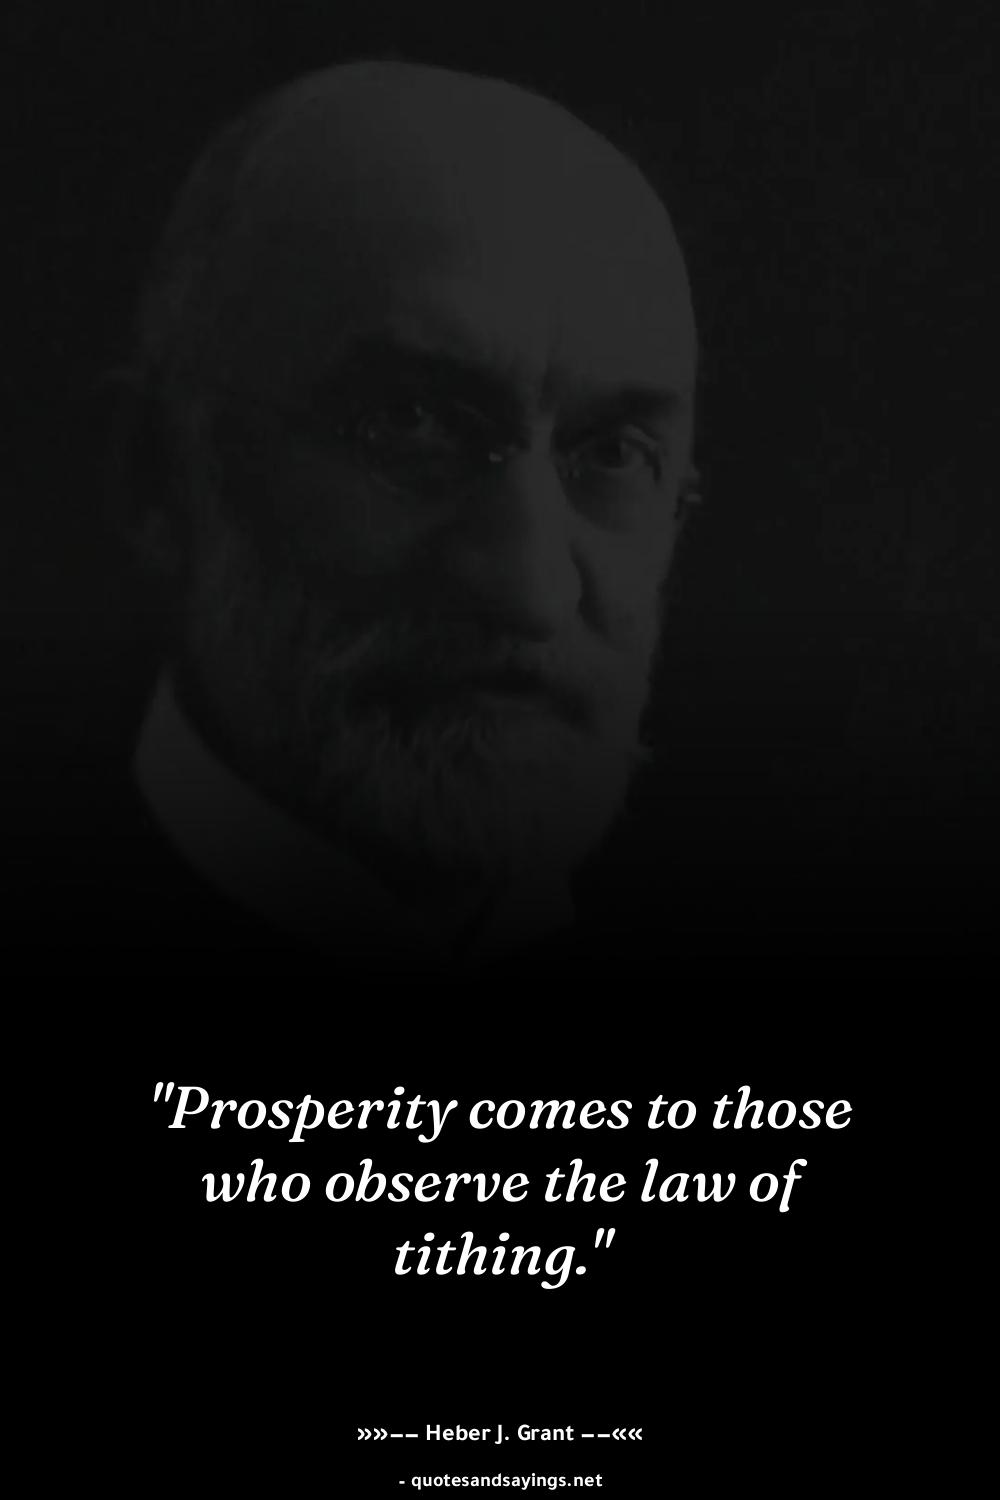 "Prosperity comes to those
who observe the law of
tithing."
»»-- Heber J. Grant --««
- quotesandsayings.net